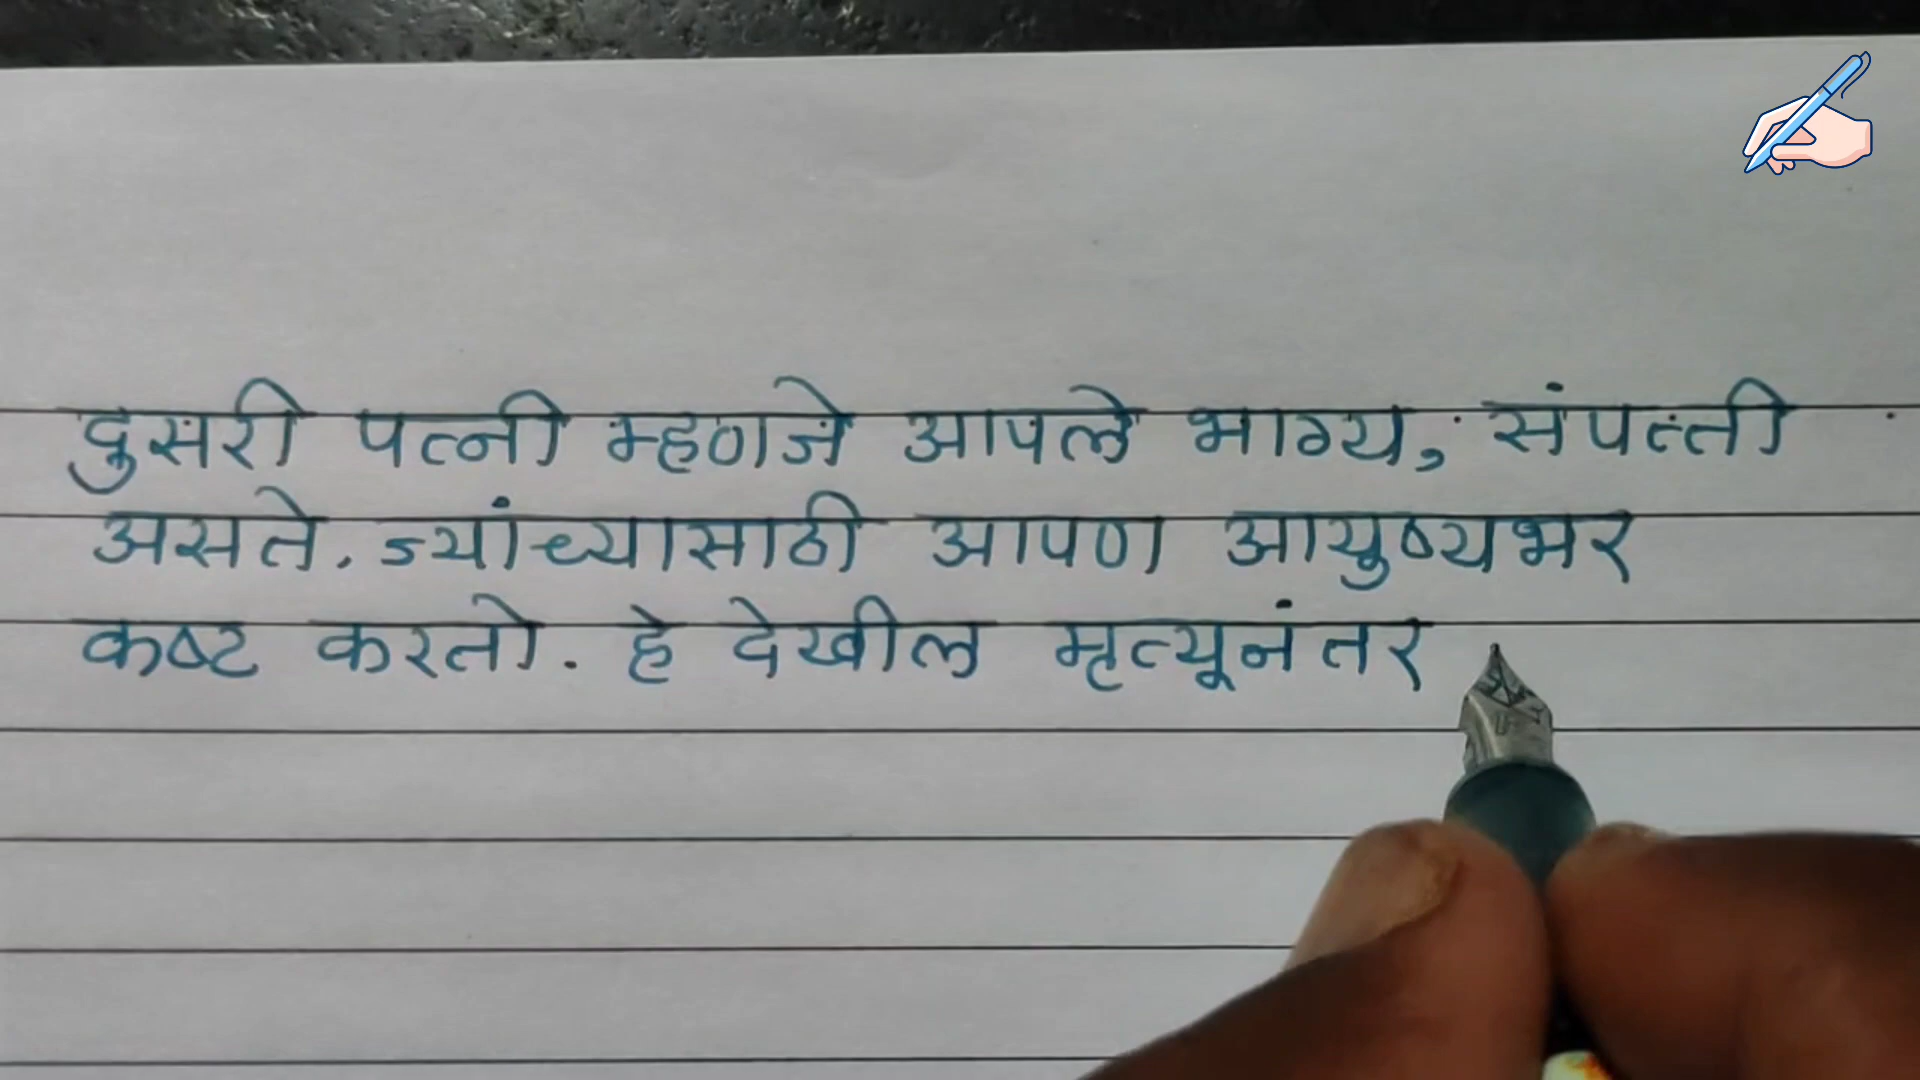 दुसरी पत्नी म्हणजे आपले भाग्य, संपत्ती
असते. ज्यांच्यासाठी आपण आयुष्यभर
कष्ट करतो. हे देखील मृत्यूनंतर